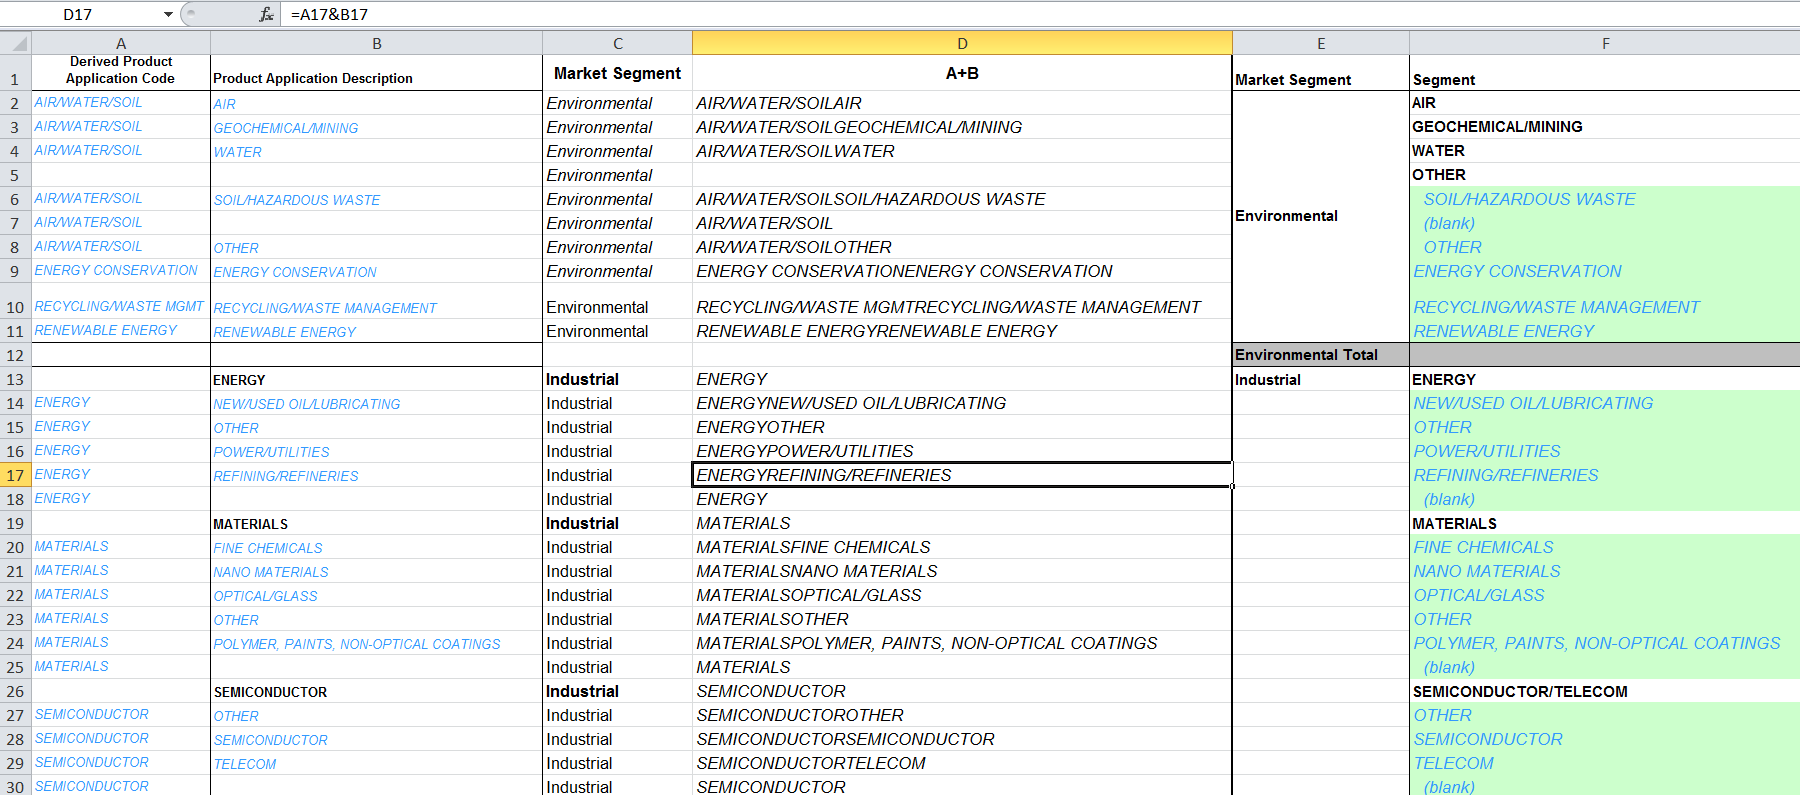 D17 fx =A17&B17
A B C D E F
Derived Product
1 Application Code Product Application Description Market Segment A+B Market Segment Segment
2 AIR/WATER/SOIL AIR Environmental AIR/WATER/SOILAIR AIR
3 AIR/WATER/SOIL GEOCHEMICAL/MINING Environmental AIR/WATER/SOILGEOCHEMICAL/MINING GEOCHEMICAL/MINING
4 AIR/WATER/SOIL WATER Environmental AIR/WATER/SOILWATER WATER
5 Environmental OTHER
6 AIR/WATER/SOIL SOIL/HAZARDOUS WASTE Environmental AIR/WATER/SOILSOIL/HAZARDOUS WASTE SOIL/HAZARDOUS WASTE
7 AIR/WATER/SOIL Environmental AIR/WATER/SOIL Environmental (blank)
8 AIR/WATER/SOIL OTHER Environmental AIR/WATER/SOILOTHER OTHER
9 ENERGY CONSERVATION ENERGY CONSERVATION Environmental ENERGY CONSERVATIONENERGY CONSERVATION ENERGY CONSERVATION
10 RECYCLING/WASTE MGMT RECYCLING/WASTE MANAGEMENT Environmental RECYCLING/WASTE MGMTRECYCLING/WASTE MANAGEMENT RECYCLING/WASTE MANAGEMENT
11 RENEWABLE ENERGY RENEWABLE ENERGY Environmental RENEWABLE ENERGYRENEWABLE ENERGY RENEWABLE ENERGY
12 Environmental Total
13 ENERGY Industrial ENERGY Industrial ENERGY
14 ENERGY NEW/USED OIL/LUBRICATING Industrial ENERGYNEW/USED OIL/LUBRICATING NEW/USED OIL/LUBRICATING
15 ENERGY OTHER Industrial ENERGYOTHER OTHER
16 ENERGY POWER/UTILITIES Industrial ENERGYPOWER/UTILITIES POWER/UTILITIES
17 ENERGY REFINING/REFINERIES Industrial ENERGYREFINING/REFINERIES REFINING/REFINERIES
18 ENERGY Industrial ENERGY (blank)
19 MATERIALS Industrial MATERIALS MATERIALS
20 MATERIALS FINE CHEMICALS Industrial MATERIALSFINE CHEMICALS FINE CHEMICALS
21 MATERIALS NANO MATERIALS Industrial MATERIALSNANO MATERIALS NANO MATERIALS
22 MATERIALS OPTICAL/GLASS Industrial MATERIALSOPTICAL/GLASS OPTICAL/GLASS
23 MATERIALS OTHER Industrial MATERIALSOTHER OTHER
24 MATERIALS POLYMER, PAINTS, NON-OPTICAL COATINGS Industrial MATERIALSPOLYMER, PAINTS, NON-OPTICAL COATINGS POLYMER, PAINTS, NON-OPTICAL COATINGS
25 MATERIALS Industrial MATERIALS (blank)
26 SEMICONDUCTOR Industrial SEMICONDUCTOR SEMICONDUCTOR/TELECOM
27 SEMICONDUCTOR OTHER Industrial SEMICONDUCTOROTHER OTHER
28 SEMICONDUCTOR SEMICONDUCTOR Industrial SEMICONDUCTORSEMICONDUCTOR SEMICONDUCTOR
29 SEMICONDUCTOR TELECOM Industrial SEMICONDUCTORTELECOM TELECOM
30 SEMICONDUCTOR Industrial SEMICONDUCTOR (blank)